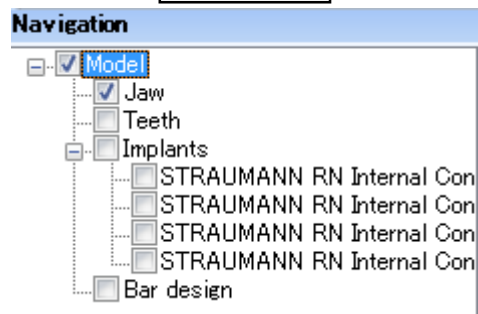 Navigation
Model
Jaw
Teeth
Implants
STRAUMANN RN Internal Con
STRAUMANN RN Internal Con
STRAUMANN RN Internal Con
STRAUMANN RN Internal Con
Bar design